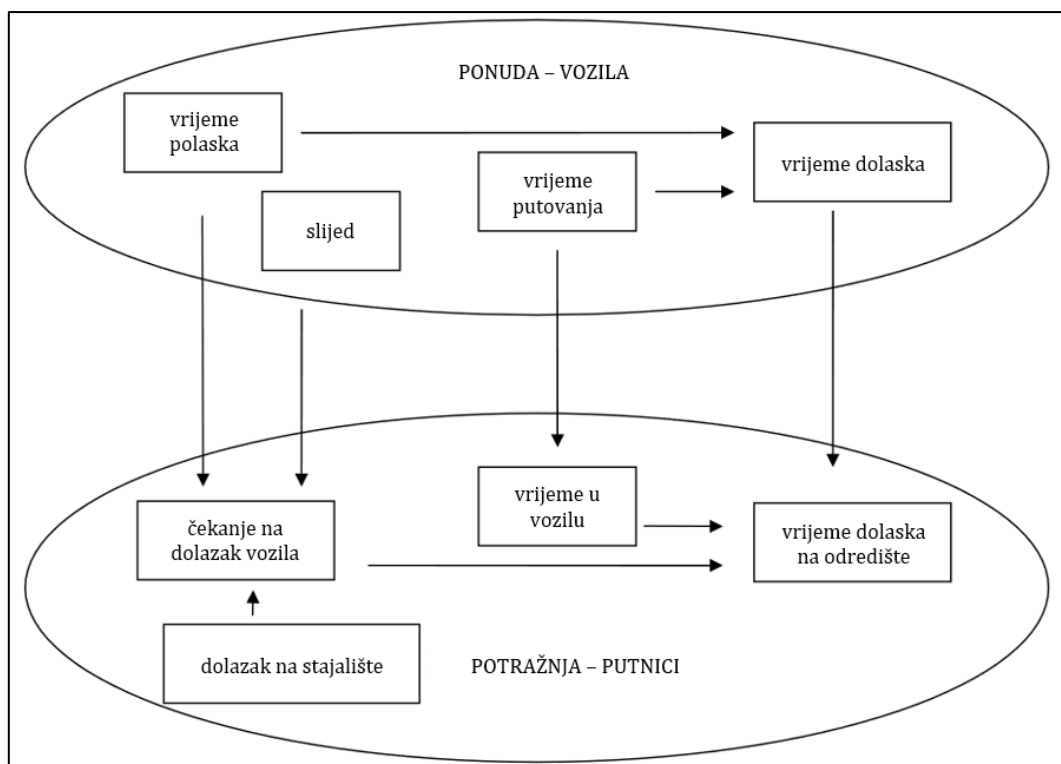 PONUDA – VOZILA
vrijeme
polaska
vrijeme
putovanja
vrijeme dolaska
slijed
čekanje na
dolazak vozila
vrijeme u
vozilu
vrijeme dolaska
na odredište
dolazak na stajalište
POTRAŽNJA – PUTNICI